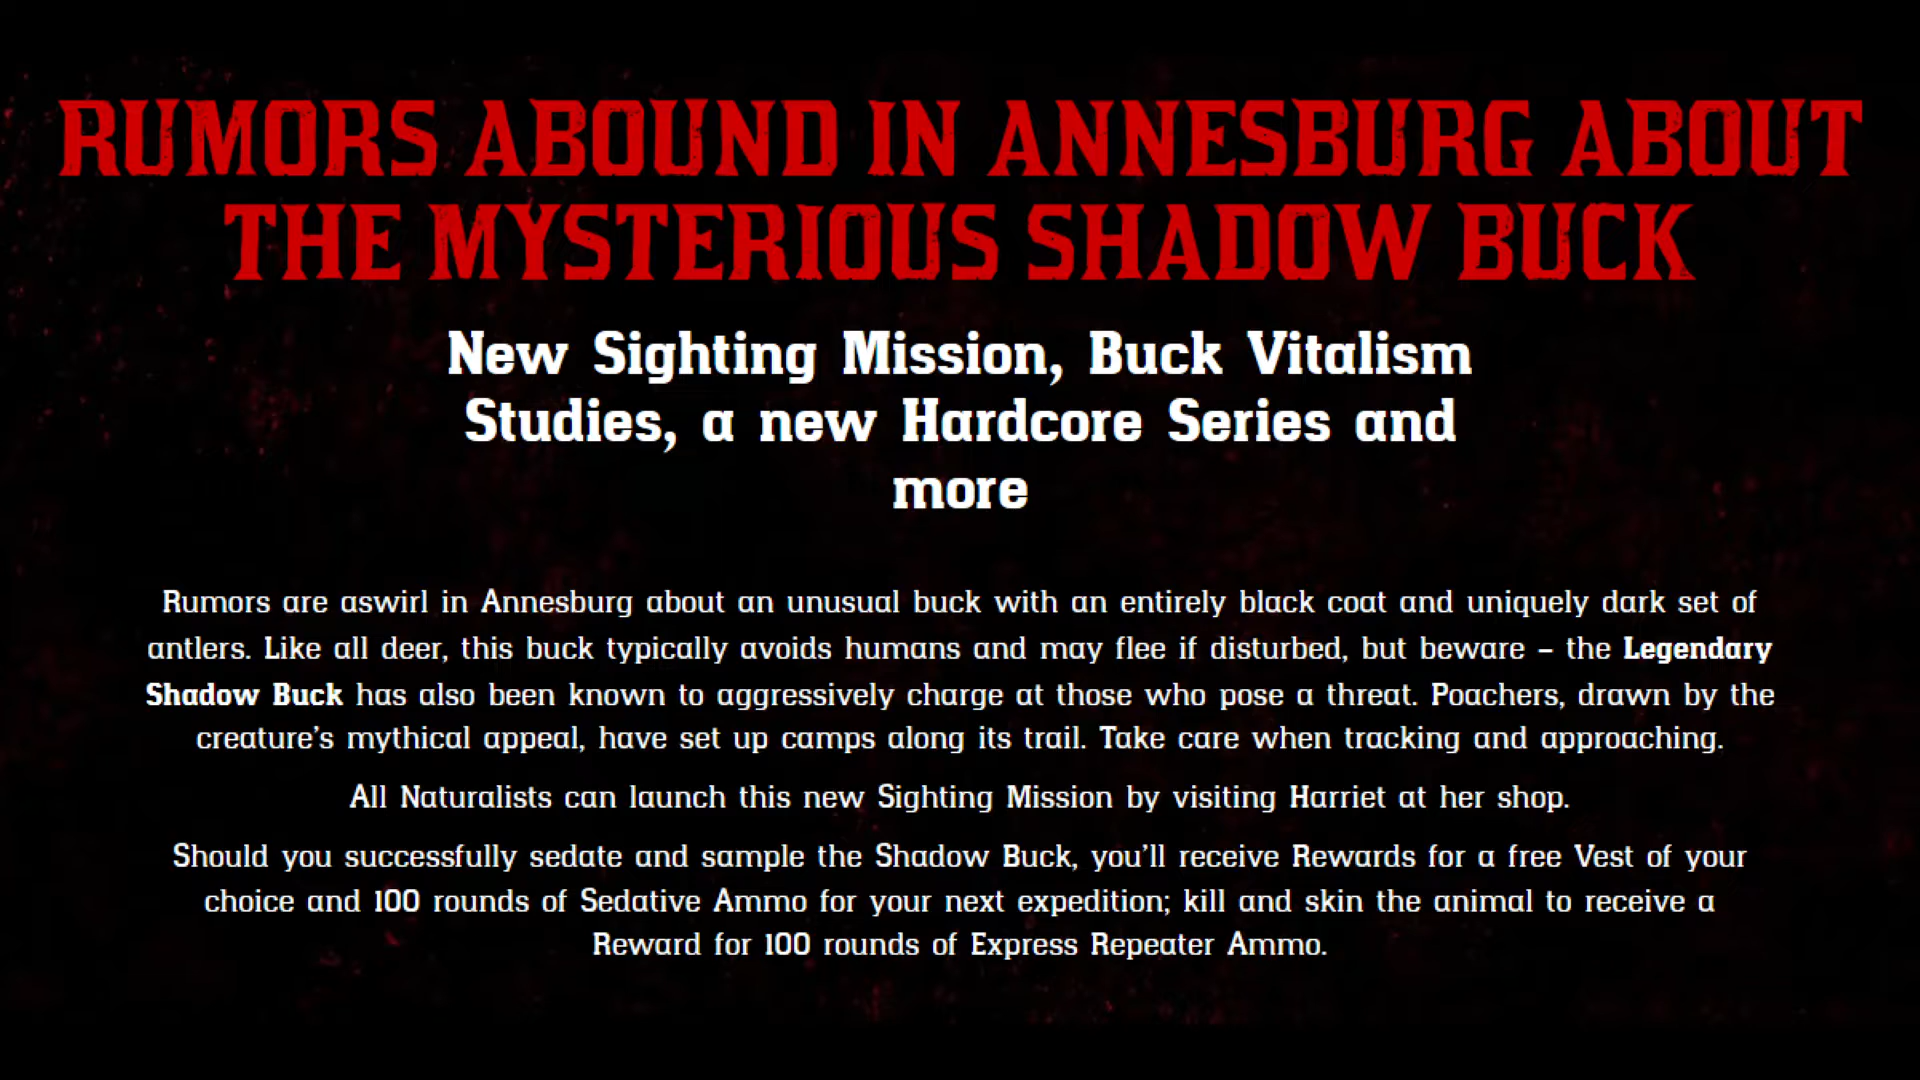 RUMORS ABOUND IN ANNESBURG ABOUT
THE MYSTERIOUS SHADOW BUCK
New Sighting Mission, Buck Vitalism
Studies, a new Hardcore Series and
more
Rumors are aswirl in Annesburg about an unusual buck with an entirely black coat and uniquely dark set of
antlers. Like all deer, this buck typically avoids humans and may flee if disturbed, but beware – the Legendary
Shadow Buck has also been known to aggressively charge at those who pose a threat. Poachers, drawn by the
creature’s mythical appeal, have set up camps along its trail. Take care when tracking and approaching.
All Naturalists can launch this new Sighting Mission by visiting Harriet at her shop.
Should you successfully sedate and sample the Shadow Buck, you’ll receive Rewards for a free Vest of your
choice and 100 rounds of Sedative Ammo for your next expedition; kill and skin the animal to receive a
Reward for 100 rounds of Express Repeater Ammo.